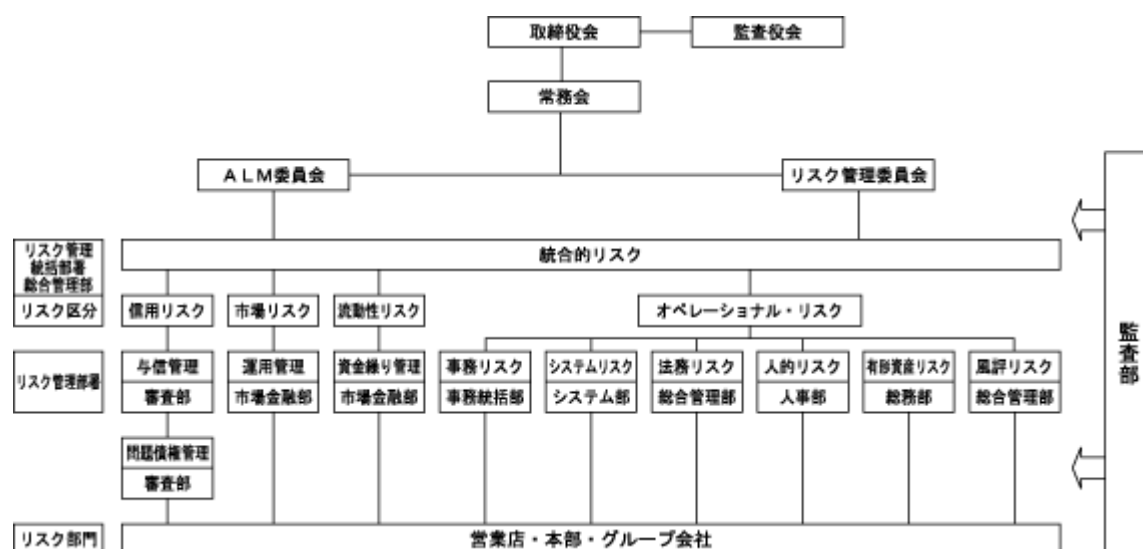 取締役会
監査役会
常務会
ALM委員会
リスク管理委員会
リスク管理
統括部署
総合管理部
統合的リスク
リスク区分
信用リスク
市場リスク
流動性リスク
オペレーショナル・リスク
監査部
リスク管理部署
与信管理
審査部
運用管理
市場金融部
資金繰り管理
市場金融部
事務リスク
事務統括部
システムリスク
システム部
法務リスク
総合管理部
人的リスク
人事部
有形資産リスク
総務部
風評リスク
総合管理部
問題債権管理
審査部
リスク部門
営業店・本部・グループ会社